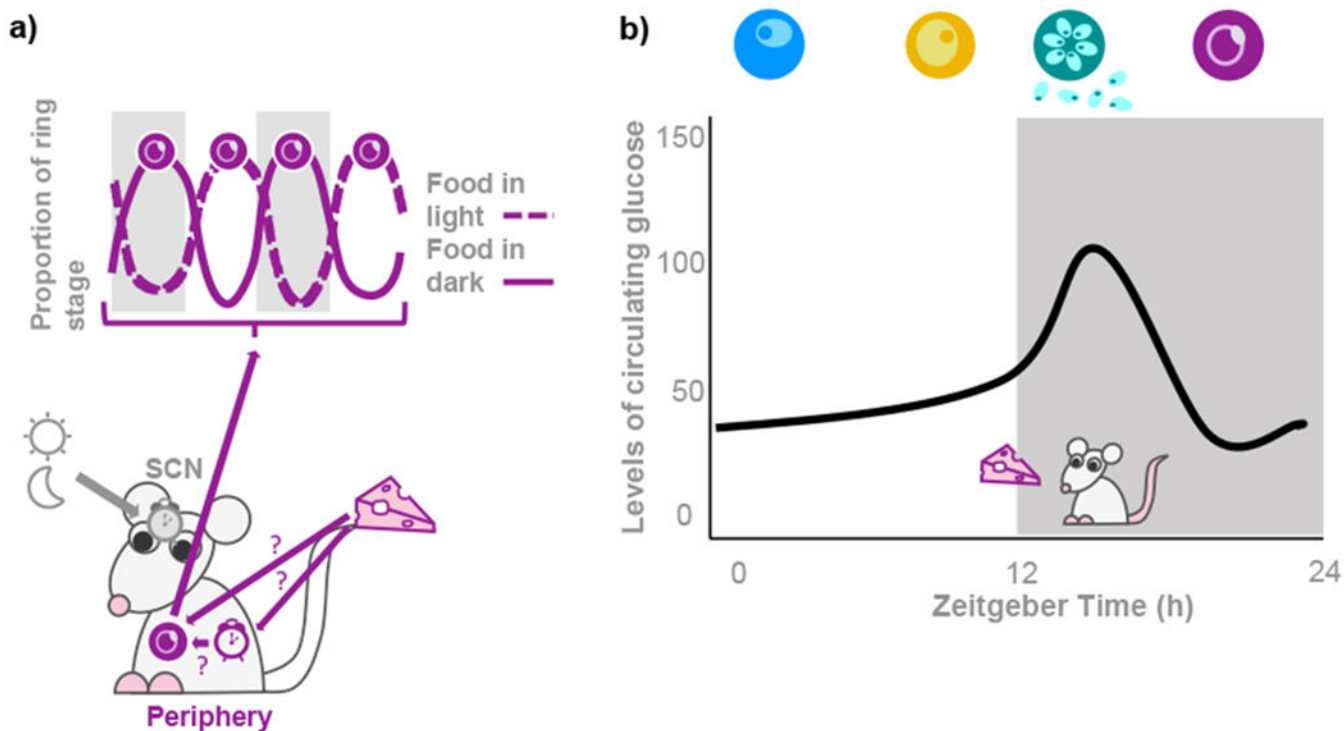 a)
Proportion of ring
stage
Food in
light
Food in
dark
SCN
?
?
?
Periphery
b)
Levels of circulating glucose
150
100
50
0
0
12
24
Zeitgeber Time (h)